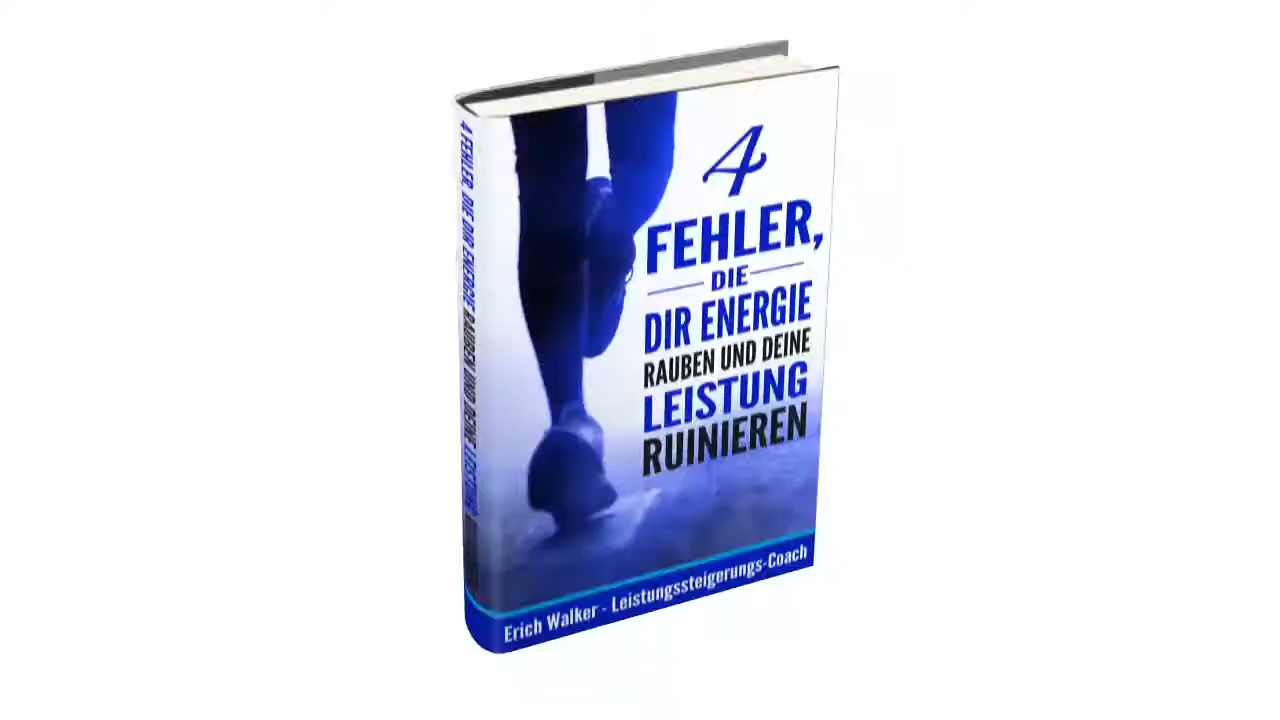 4
FEHLER,
DIE
DIR ENERGIE
RAUBEN UND DEINE
LEISTUNG
RUINIEREN
Erich Walker - Leistungssteigerungs-Coach
4 FEHLER, DIE DIR ENERGIE RAUBEN UND DEINE LEISTUNG